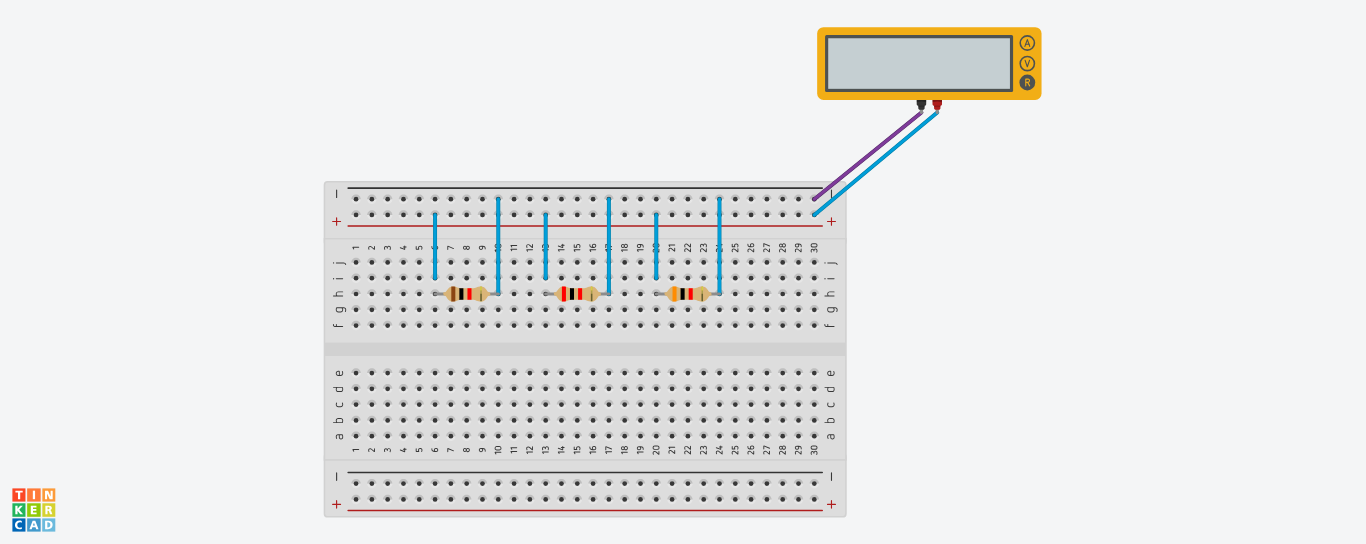 A
V
R
− −
+ +
1 2 3 4 5 6 7 8 9 10 11 12 13 14 15 16 17 18 19 20 21 22 23 24 25 26 27 28 29 30
j j
i i
h h
g g
f f
e e
d d
c c
b b
a a
1 2 3 4 5 6 7 8 9 10 11 12 13 14 15 16 17 18 19 20 21 22 23 24 25 26 27 28 29 30
− −
+ +
TIN
KER
CAD